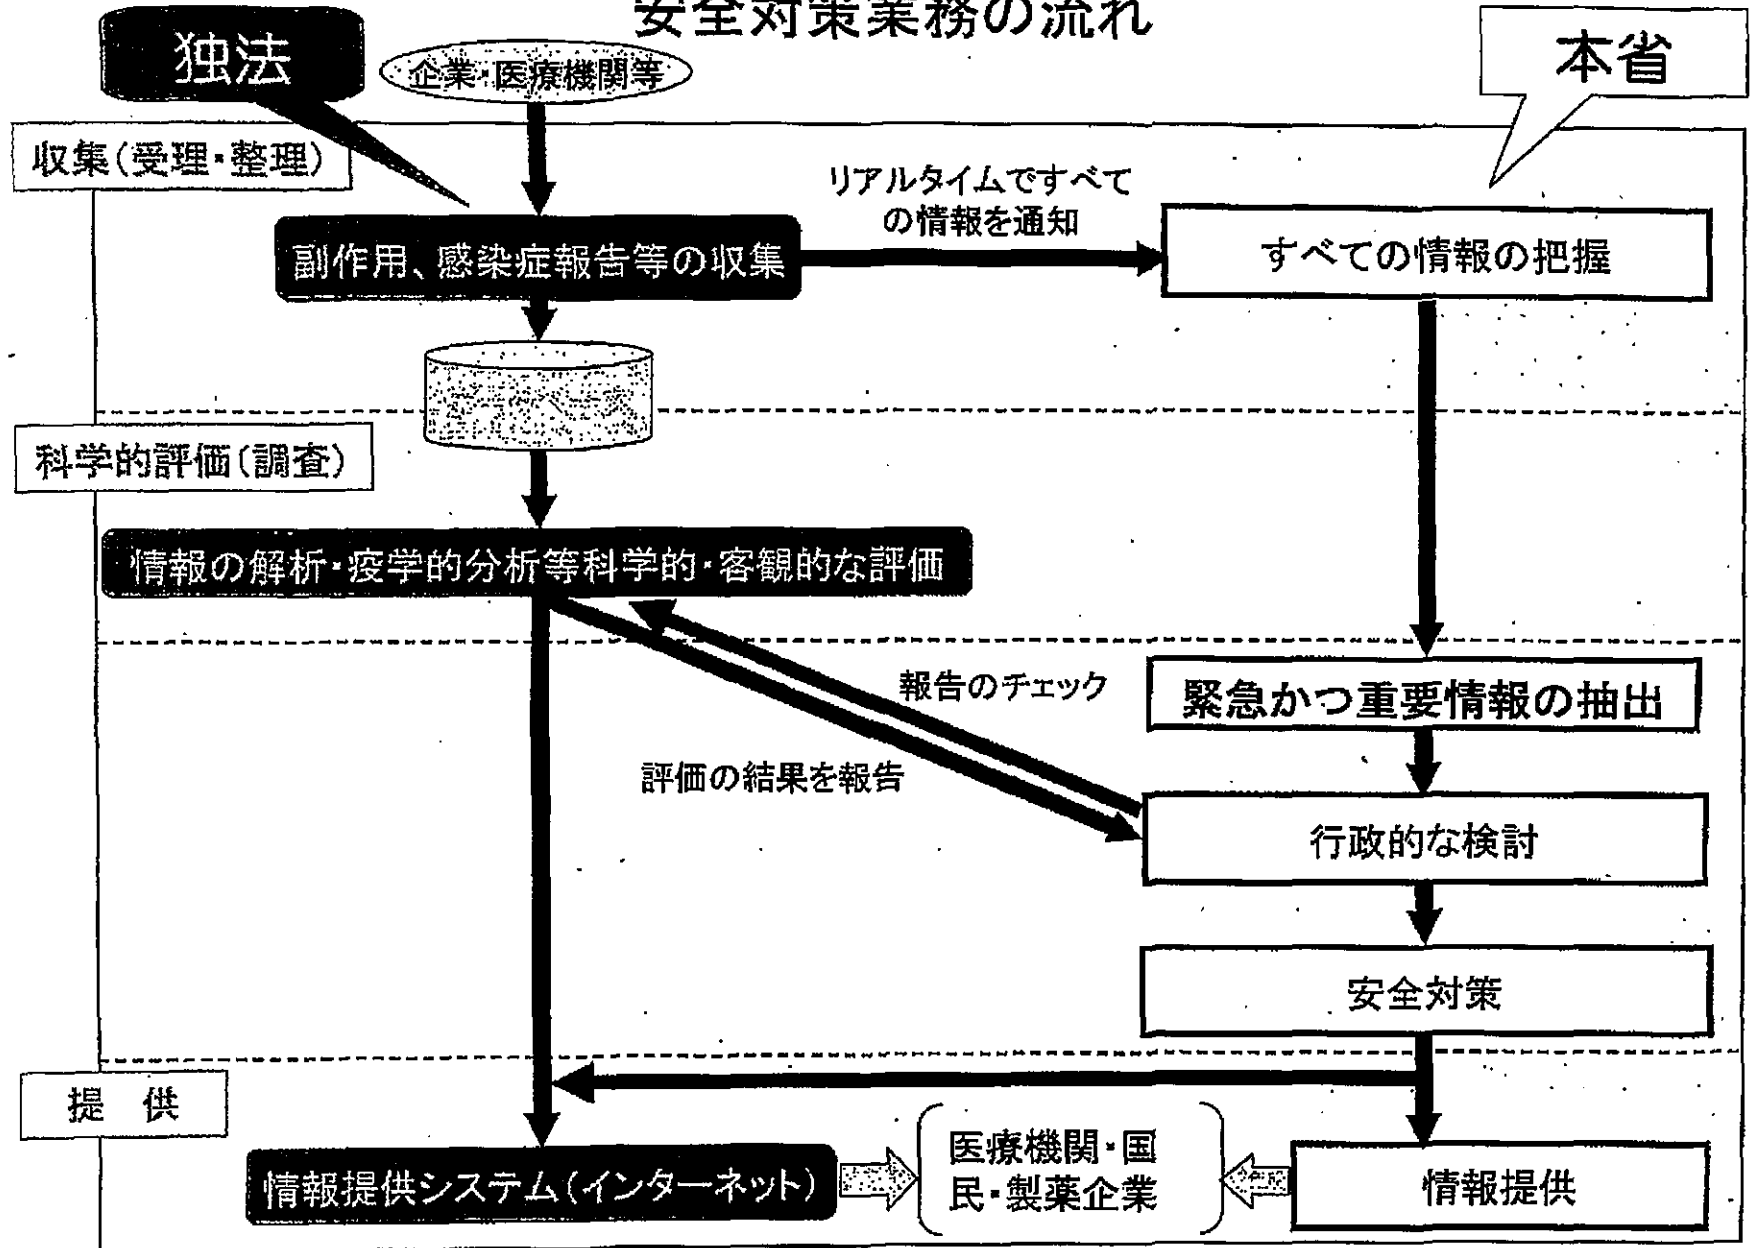 安全対策業務の流れ
独法
企業・医療機関等
本省
収集(受理・整理)
リアルタイムですべて
の情報を通知
副作用、感染症報告等の収集
すべての情報の把握
データベース
科学的評価(調査)
情報の解析・疫学的分析等科学的・客観的な評価
報告のチェック
緊急かつ重要情報の抽出
評価の結果を報告
行政的な検討
安全対策
提 供
医療機関・国
民・製薬企業
情報提供システム(インターネット)
情報提供